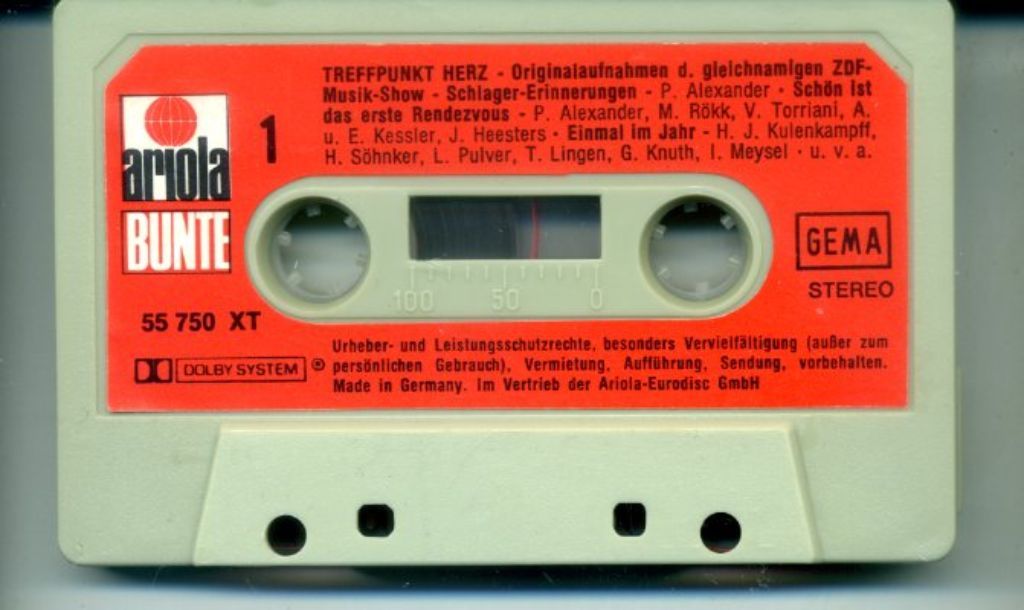 TREFFPUNKT HERZ - Originalaufnahmen d. gleichnamigen ZDF-
Musik-Show - Schlager-Erinnerungen - P. Alexander · Schön ist
das erste Rendezvous - P. Alexander, M. Rökk, V. Torriani, A.
u. E. Kessler, J. Heesters · Einmal im Jahr - H. J. Kulenkampff,
H. Söhnker, L. Pulver, T. Lingen, G. Knuth, I. Meysel · u. v. a.
ariola
1
BUNTE
GEMA
STEREO
100 50 0
55 750 XT
DOLBY SYSTEM ®
Urheber- und Leistungsschutzrechte, besonders Vervielfältigung (außer zum
persönlichen Gebrauch), Vermietung, Aufführung, Sendung, vorbehalten.
Made in Germany. Im Vertrieb der Ariola-Eurodisc GmbH